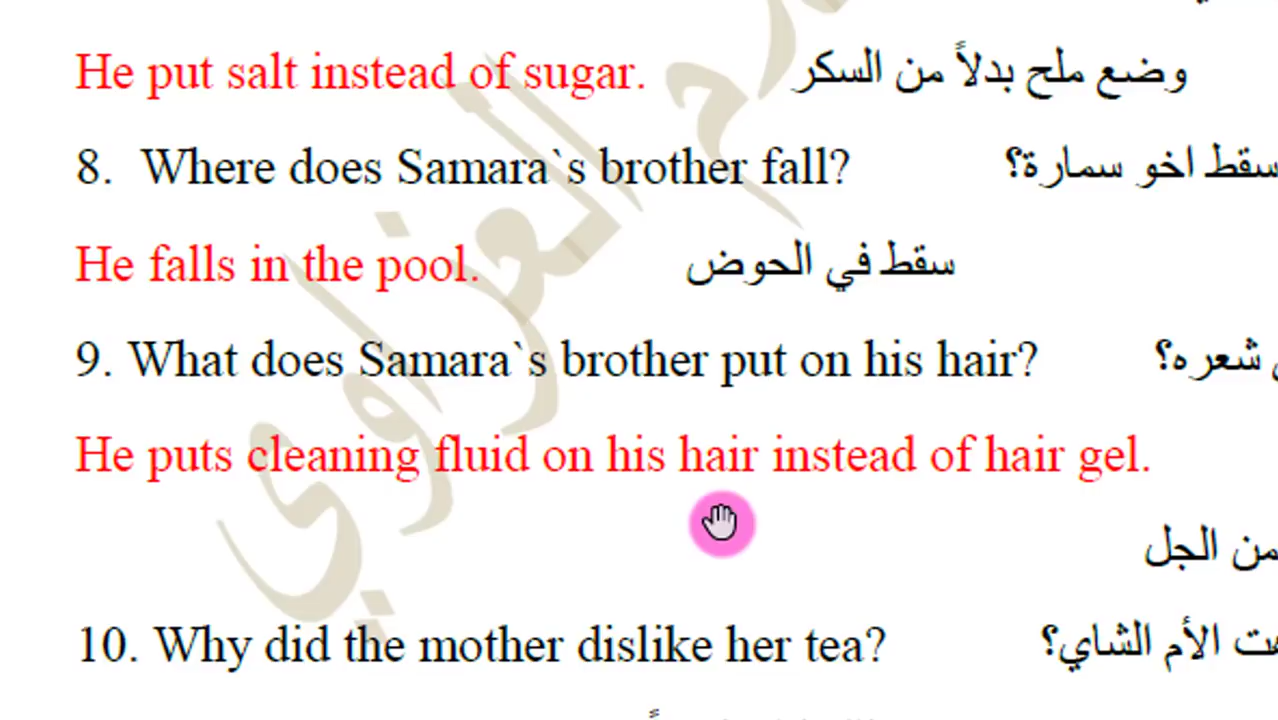 He put salt instead of sugar. وضع ملح بدلاً من السكر
8. Where does Samara`s brother fall? سقط اخو سمارة؟
He falls in the pool. سقط في الحوض
9. What does Samara`s brother put on his hair? شعره؟
He puts cleaning fluid on his hair instead of hair gel.
من الجل
10. Why did the mother dislike her tea? الأم الشاي؟